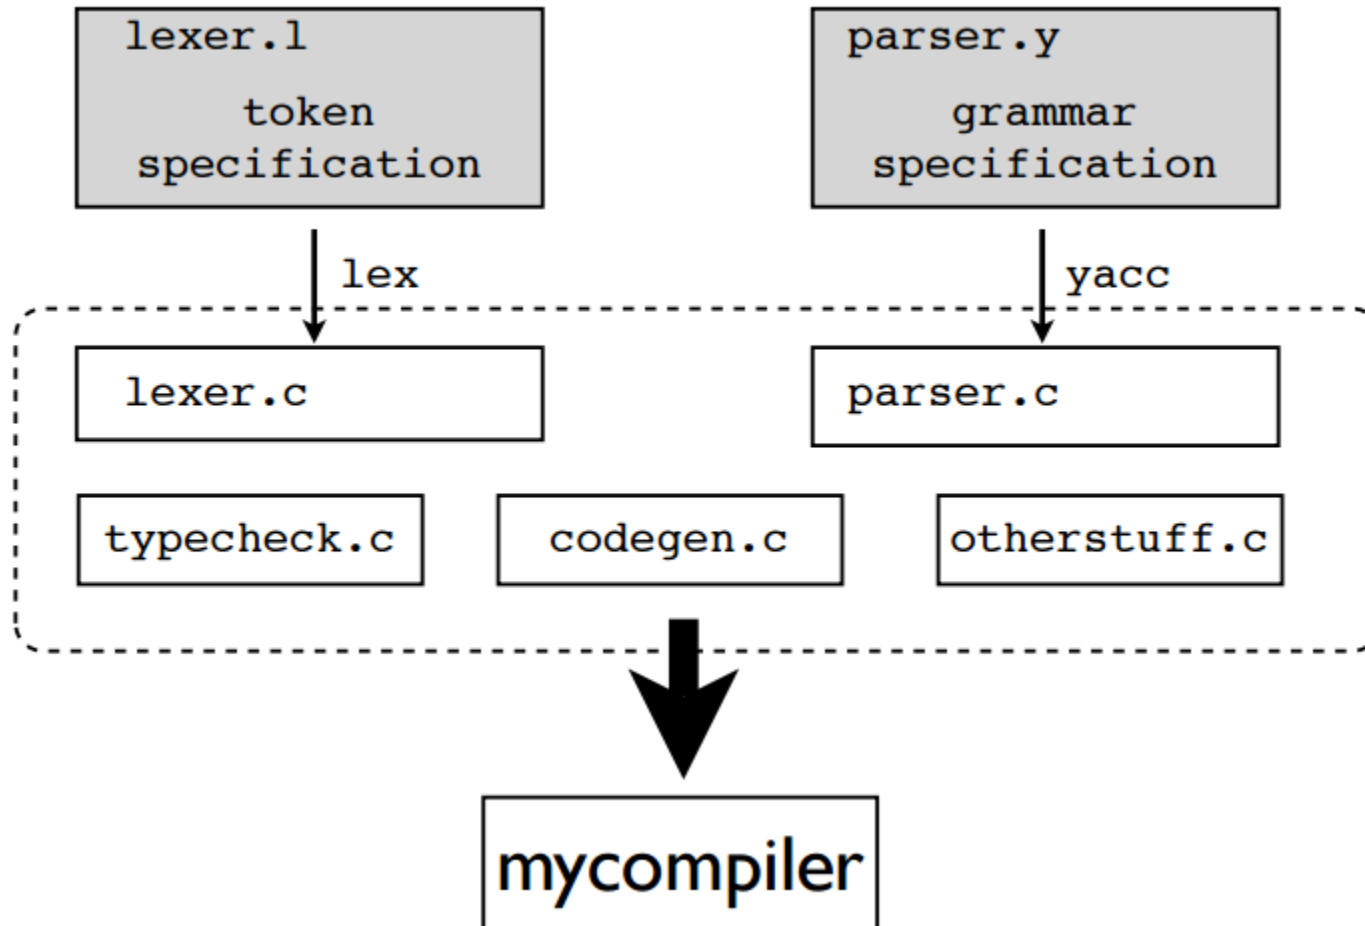 lexer.l
token
specification
parser.y
grammar
specification
lex
yacc
lexer.c
parser.c
typecheck.c
codegen.c
otherstuff.c
mycompiler